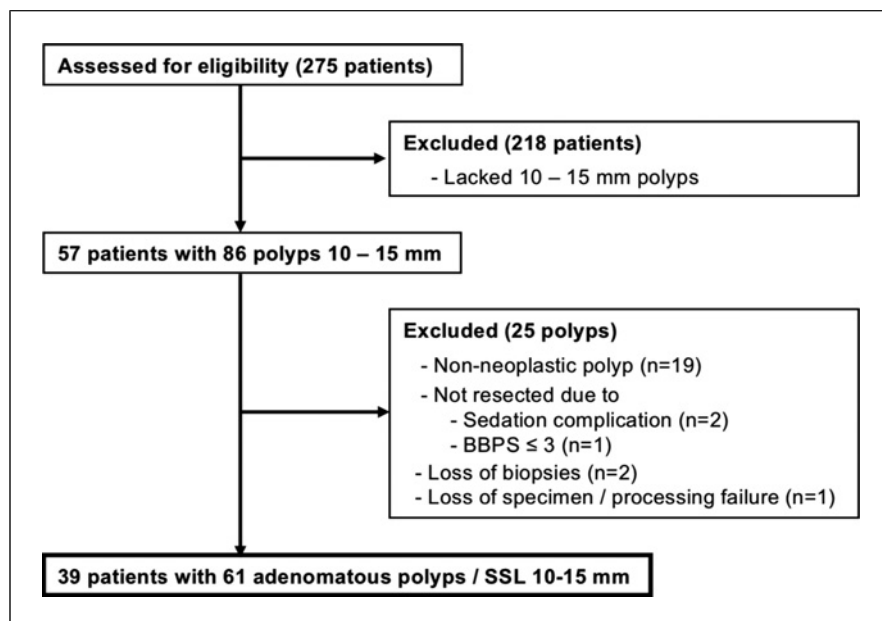 Assessed for eligibility (275 patients)
Excluded (218 patients)
- Lacked 10 – 15 mm polyps
57 patients with 86 polyps 10 – 15 mm
Excluded (25 polyps)
- Non-neoplastic polyp (n=19)
- Not resected due to
- Sedation complication (n=2)
- BBPS ≤ 3 (n=1)
- Loss of biopsies (n=2)
- Loss of specimen / processing failure (n=1)
39 patients with 61 adenomatous polyps / SSL 10-15 mm